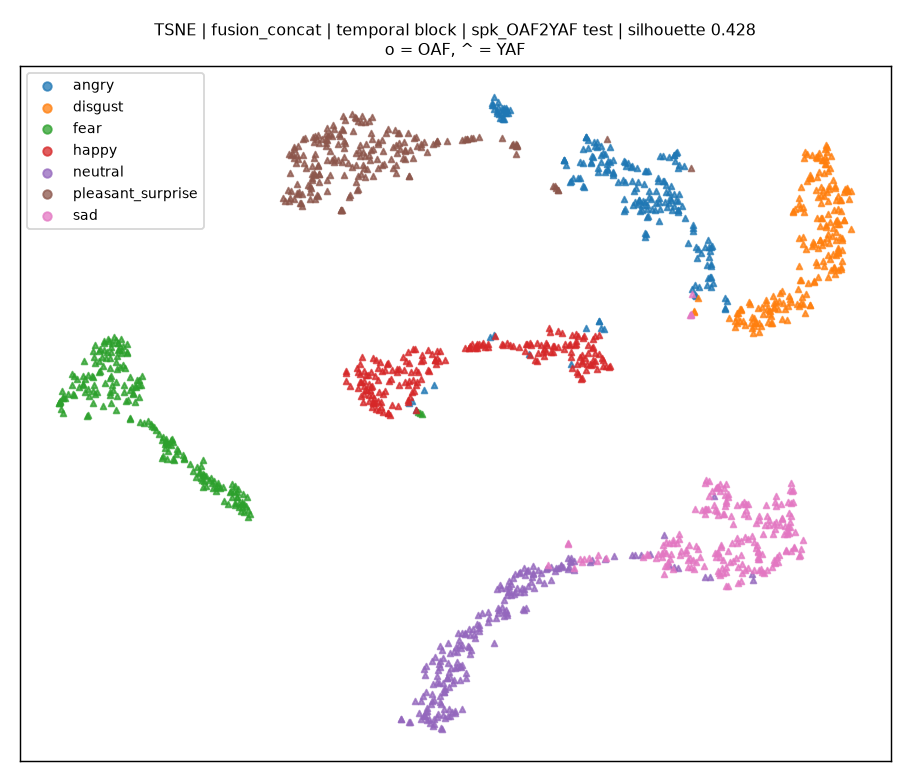 TSNE | fusion_concat | temporal block | spk_OAF2YAF test | silhouette 0.428
o = OAF, ^ = YAF
angry
disgust
fear
happy
neutral
pleasant_surprise
sad